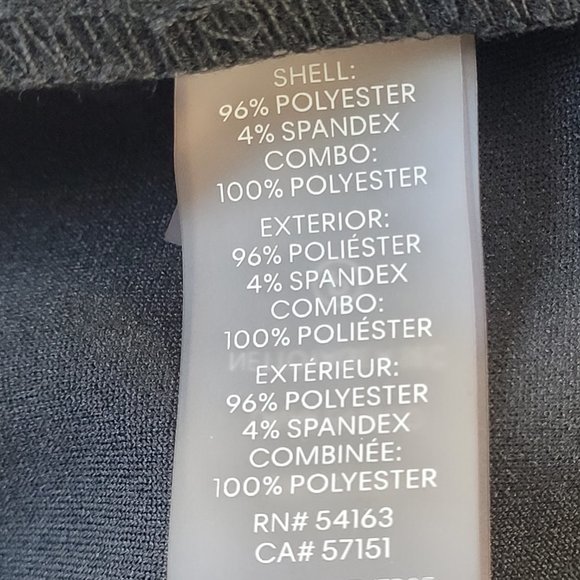 SHELL:
96% POLYESTER
4% SPANDEX
COMBO:
100% POLYESTER
EXTERIOR:
96% POLIÉSTER
4% SPANDEX
COMBO:
100% POLIÉSTER
EXTÉRIEUR:
96% POLYESTER
4% SPANDEX
COMBINÉE:
100% POLYESTER
RN# 54163
CA# 57151